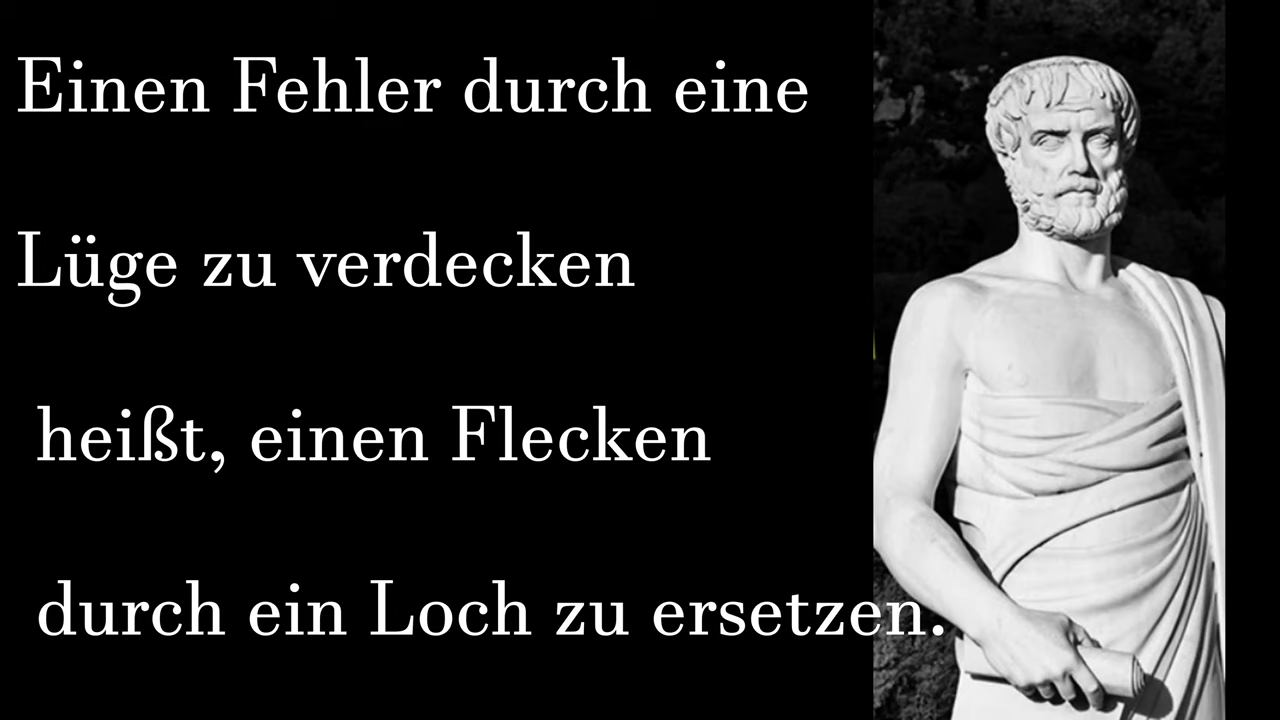 Einen Fehler durch eine
Lüge zu verdecken
heißt, einen Flecken
durch ein Loch zu ersetzen.